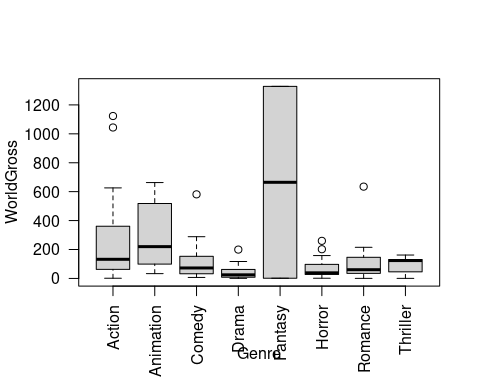 WorldGross
1200
1000
800
600
400
200
0
Action
Animation
Comedy
Drama
Fantasy
Horror
Romance
Thriller
Genre